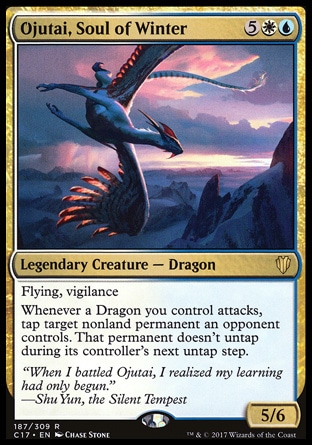 Ojutai, Soul of Winter 5
Legendary Creature — Dragon
Flying, vigilance
Whenever a Dragon you control attacks,
tap target nonland permanent an opponent
controls. That permanent doesn't untap
during its controller's next untap step.
"When I battled Ojutai, I realized my learning
had only begun."
—Shu Yun, the Silent Tempest
187/309 R
C17 • EN Chase Stone
™ & © 2017 Wizards of the Coast
5/6